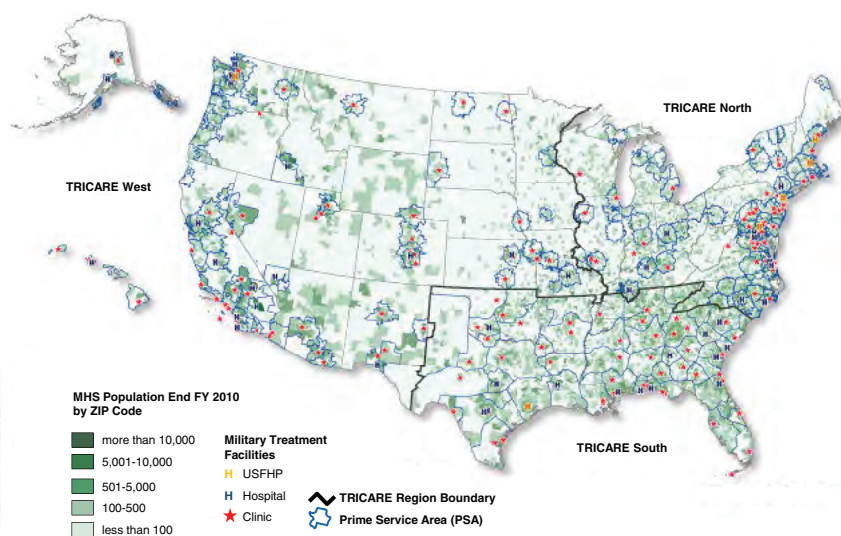 TRICARE North
TRICARE West
TRICARE South
MHS Population End FY 2010
by ZIP Code
more than 10,000
5,001-10,000
501-5,000
100-500
less than 100
Military Treatment
Facilities
H USFHP
H Hospital
Clinic
TRICARE Region Boundary
Prime Service Area (PSA)